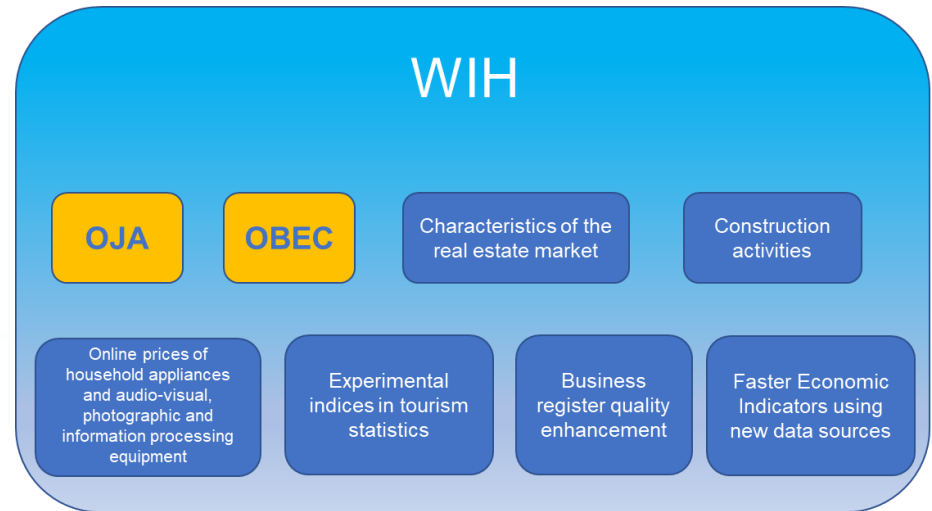 WIH
OJA
OBEC
Characteristics of the
real estate market
Construction
activities
Online prices of
household appliances
and audio-visual,
photographic and
information processing
equipment
Experimental
indices in tourism
statistics
Business
register quality
enhancement
Faster Economic
Indicators using
new data sources